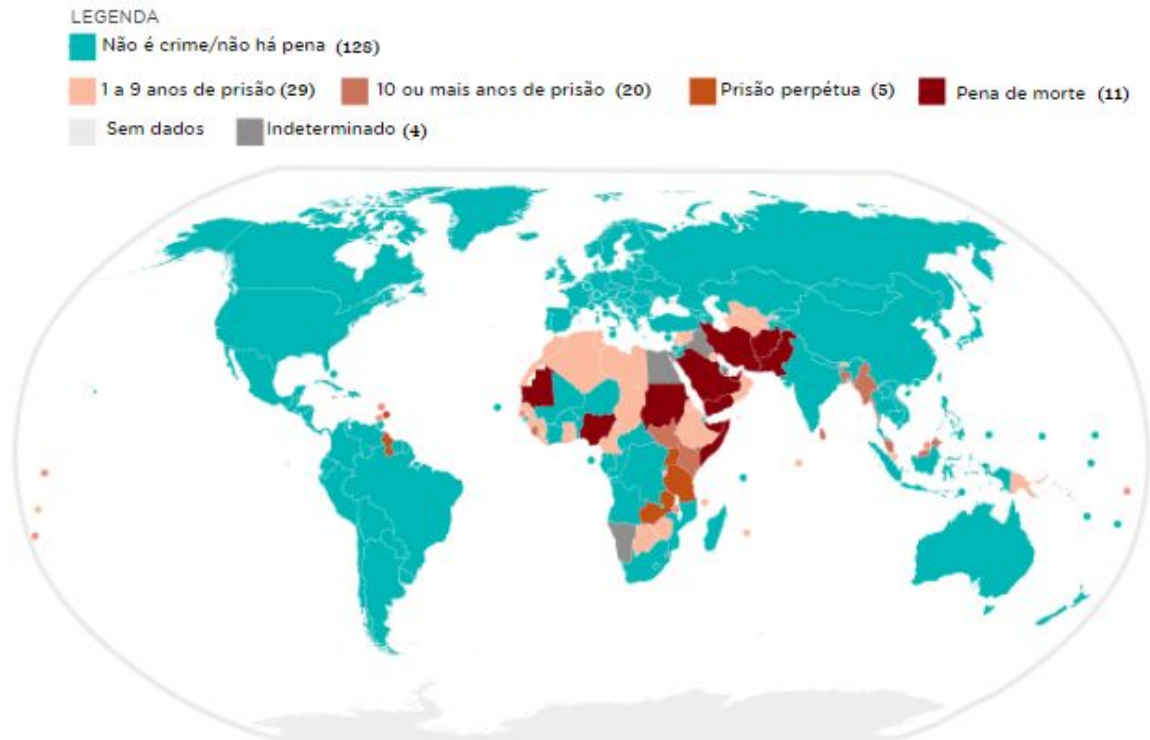 LEGENDA
Não é crime/não há pena (128)
1 a 9 anos de prisão (29) 10 ou mais anos de prisão (20) Prisão perpétua (5) Pena de morte (11)
Sem dados Indeterminado (4)